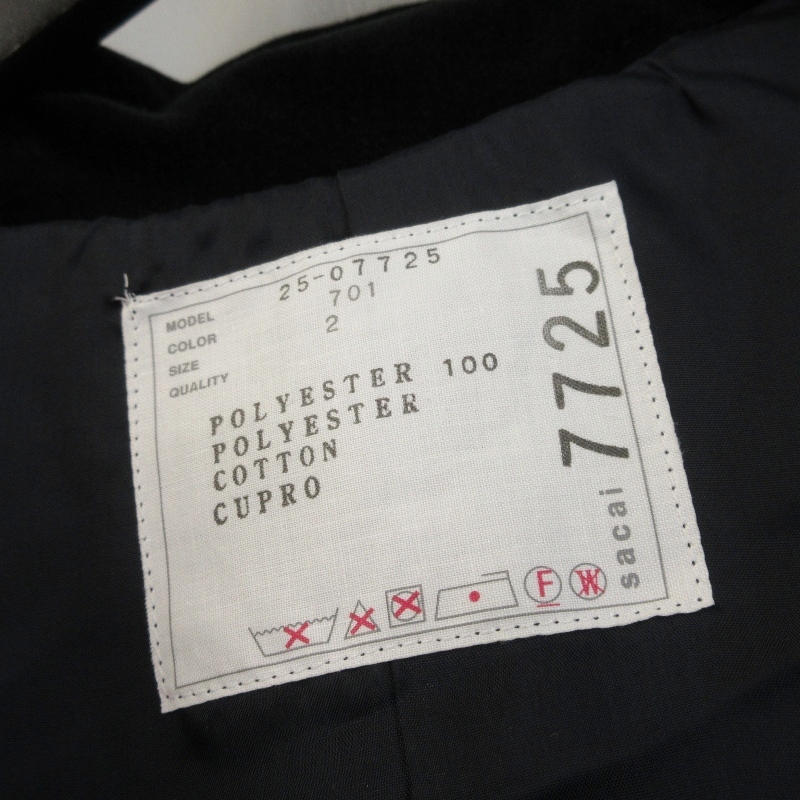 MODEL 25-07725
COLOR 701
SIZE 2
QUALITY
POLYESTER 100
POLYESTER
COTTON
CUPRO
F W
sacai 7725